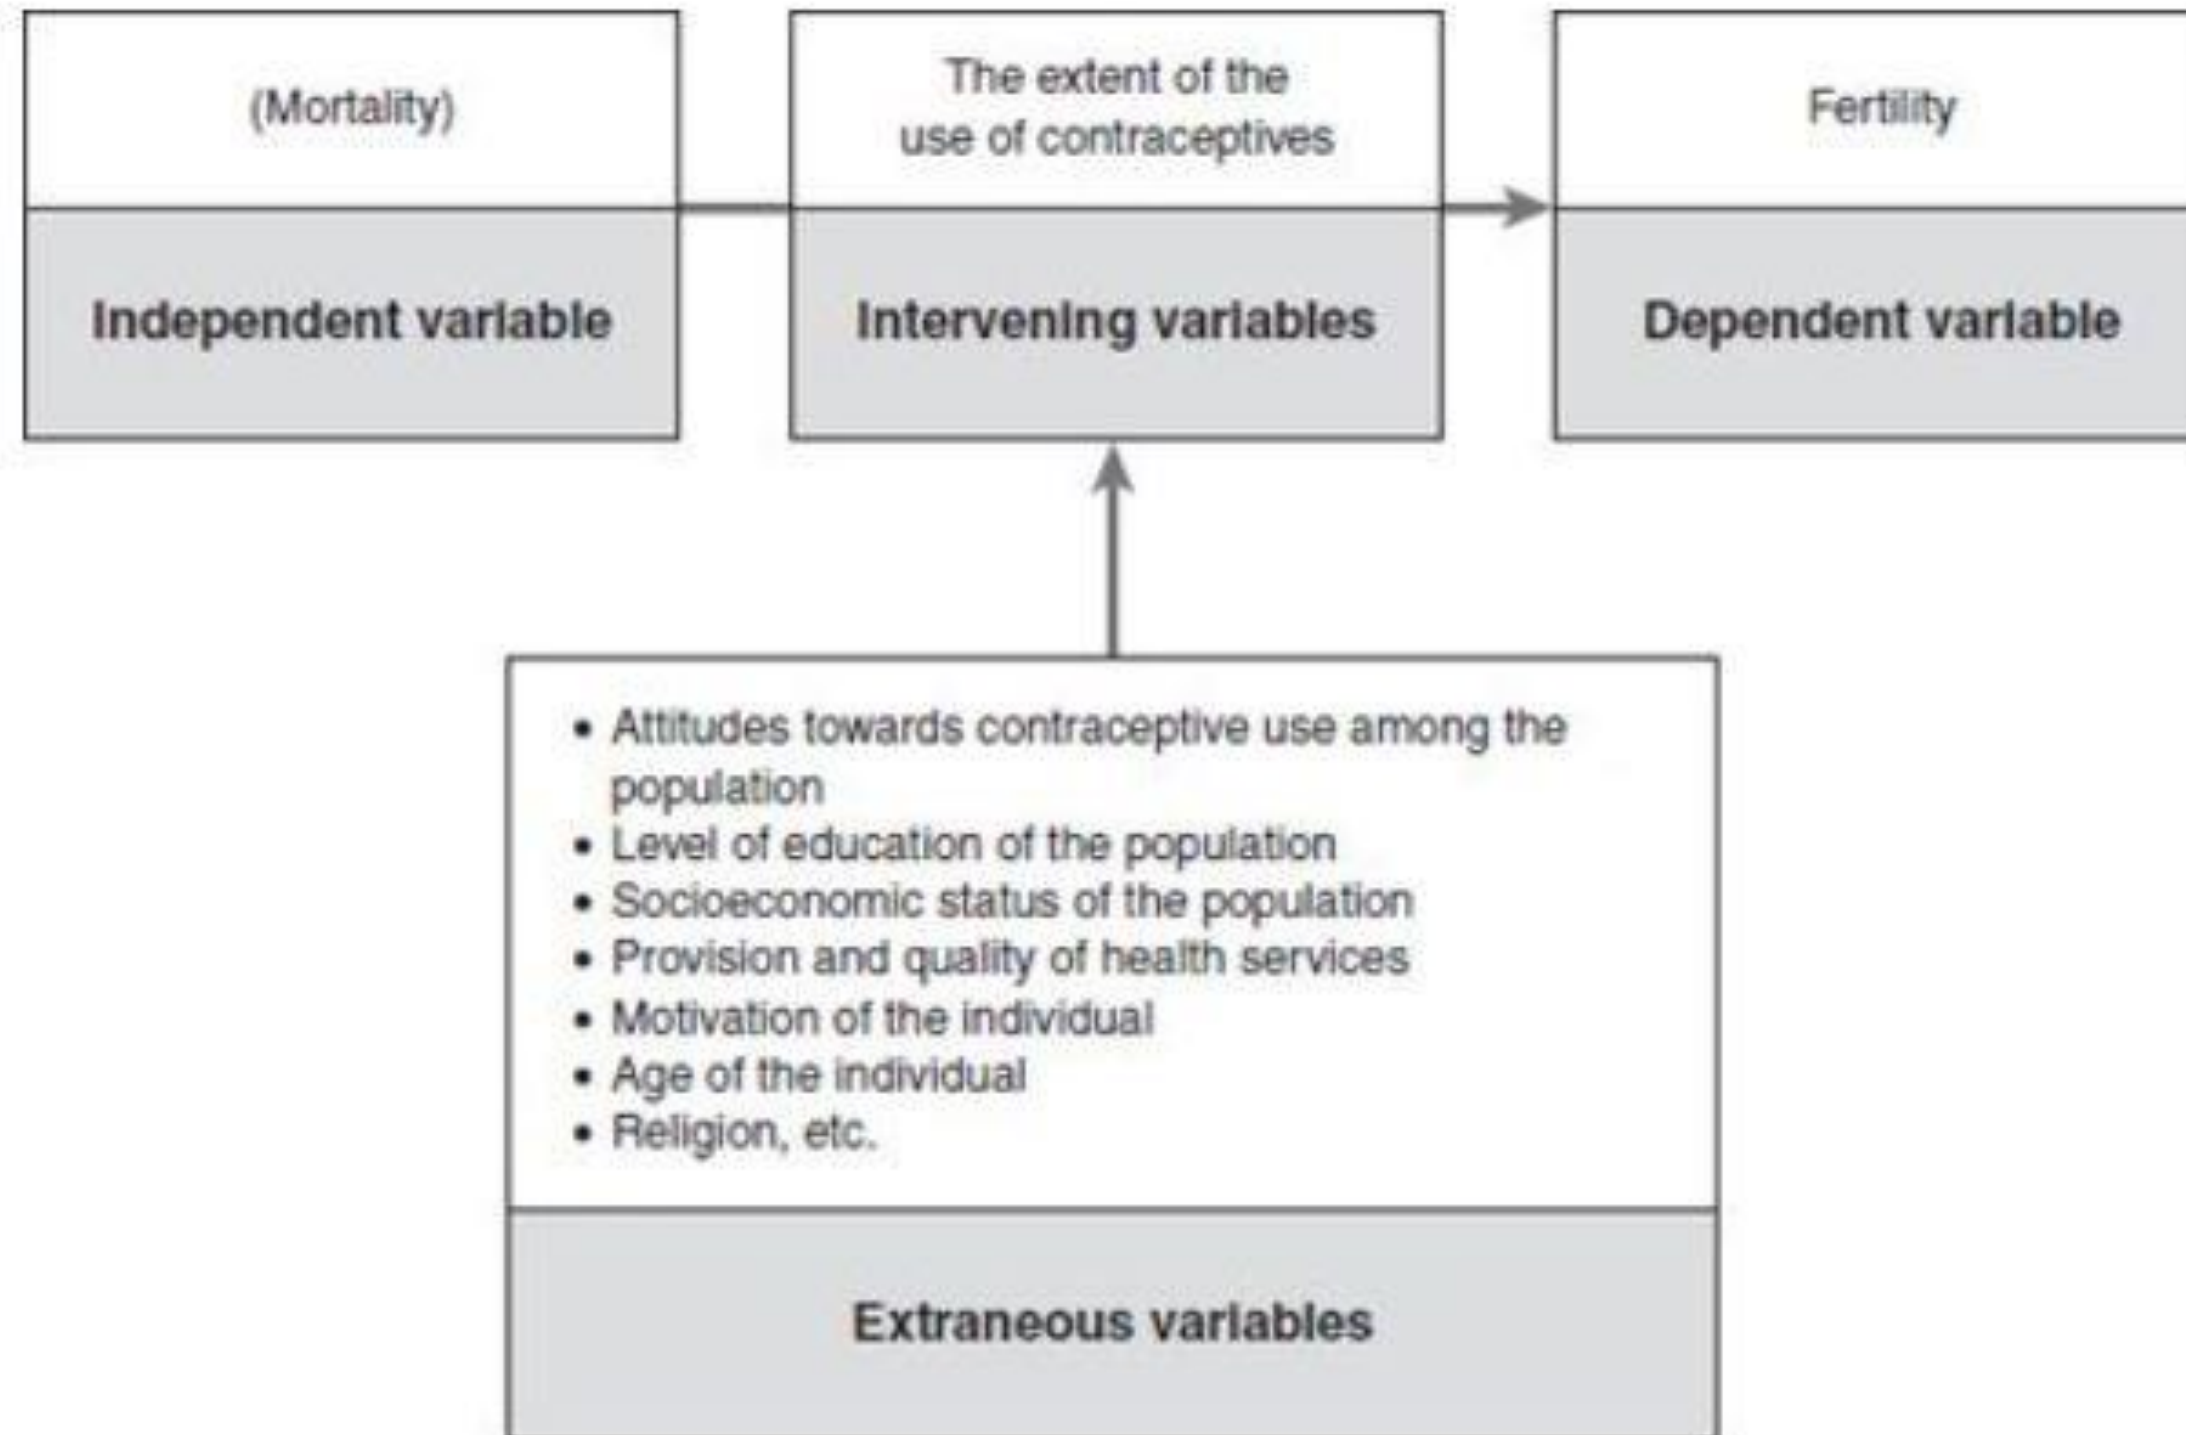 (Mortality)
Independent variable
The extent of the
use of contraceptives
Intervening variables
Fertility
Dependent variable
• Attitudes towards contraceptive use among the
population
• Level of education of the population
• Socioeconomic status of the population
• Provision and quality of health services
• Motivation of the individual
• Age of the individual
• Religion, etc.
Extraneous variables